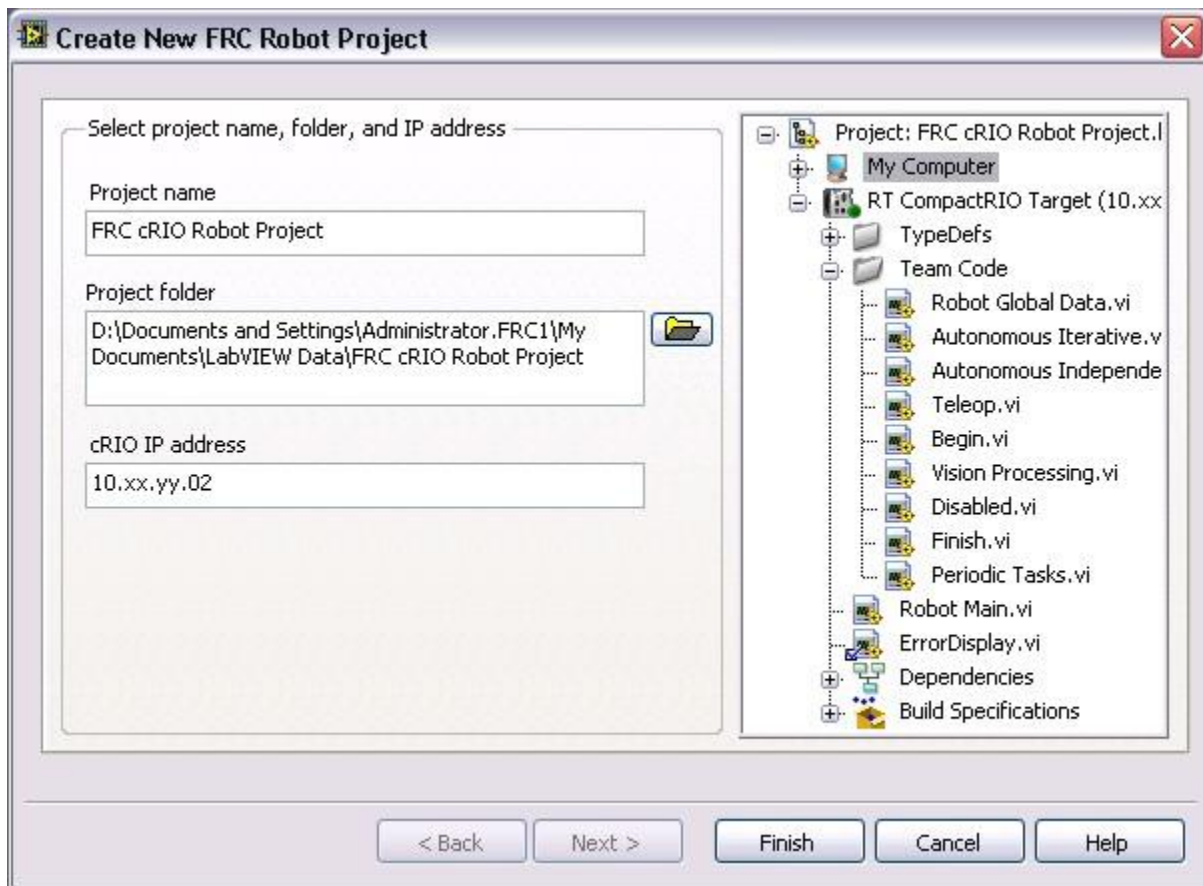 Create New FRC Robot Project
Select project name, folder, and IP address
Project name
FRC cRIO Robot Project
Project folder
D:\Documents and Settings\Administrator.FRC1\My
Documents\LabVIEW Data\FRC cRIO Robot Project
cRIO IP address
10.xx.yy.02
Project: FRC cRIO Robot Project.l
My Computer
RT CompactRIO Target (10.xx
TypeDefs
Team Code
Robot Global Data.vi
Autonomous Iterative.v
Autonomous Independe
Teleop.vi
Begin.vi
Vision Processing.vi
Disabled.vi
Finish.vi
Periodic Tasks.vi
Robot Main.vi
ErrorDisplay.vi
Dependencies
Build Specifications
< Back
Next >
Finish
Cancel
Help